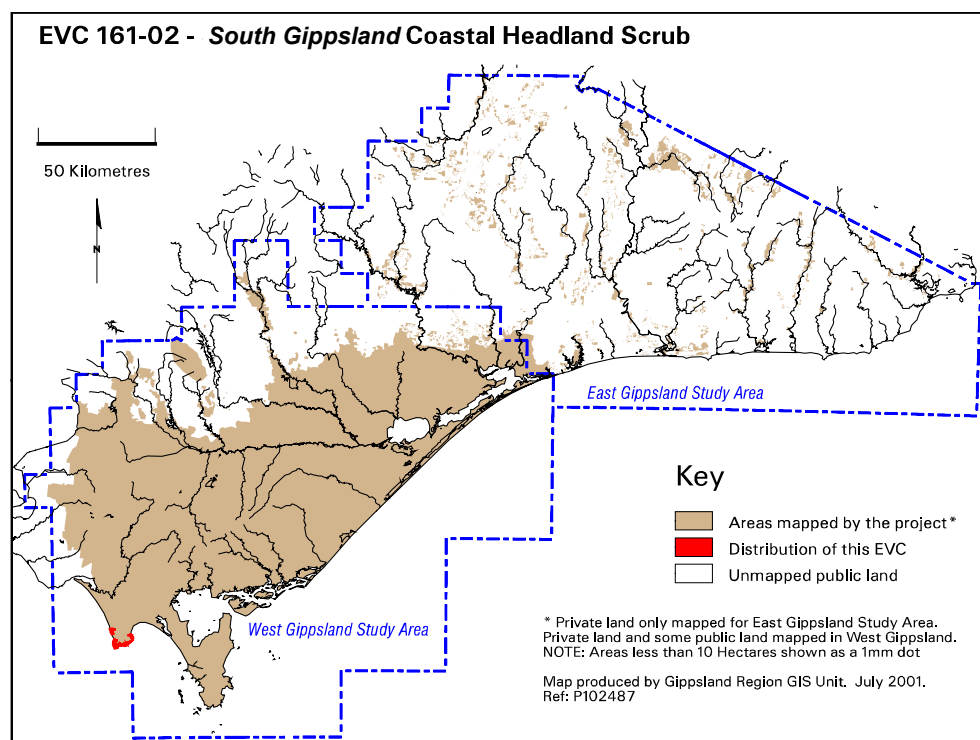 EVC 161-02 - South Gippsland Coastal Headland Scrub
50 Kilometres
N
East Gippsland Study Area
West Gippsland Study Area
Key
Areas mapped by the project*
Distribution of this EVC
Unmapped public land
* Private land only mapped for East Gippsland Study Area.
Private land and some public land mapped in West Gippsland.
NOTE: Areas less than 10 Hectares shown as a 1mm dot
Map produced by Gippsland Region GIS Unit. July 2001.
Ref: P102487